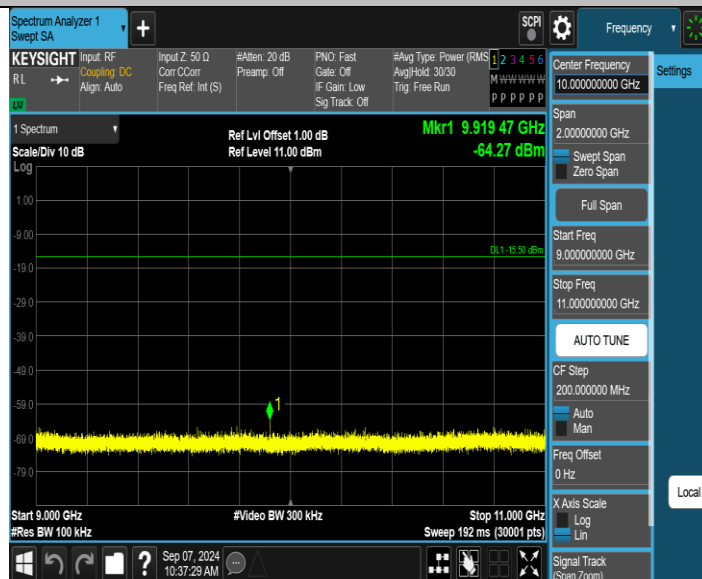 Spectrum Analyzer 1
Swept SA
+
SCPI
Frequency
KEYSIGHT
RL
LXI
Input: RF
Coupling: DC
Align: Auto
Input Z: 50 Ω
Corr CCorr
Freq Ref: Int (S)
#Atten: 20 dB
Preamp: Off
PNO: Fast
Gate: Off
IF Gain: Low
Sig Track: Off
#Avg Type: Power (RMS
Avg|Hold: 30/30
Trig: Free Run
1 2 3 4 5 6
M W W W W W
P P P P P P
1 Spectrum
Scale/Div 10 dB
Ref Lvl Offset 1.00 dB
Ref Level 11.00 dBm
Mkr1 9.919 47 GHz
-64.27 dBm
Log
1.00
-9.00
DL1 -15.50 dBm
-19.0
-29.0
-39.0
-49.0
-59.0
1
-69.0
-79.0
Start 9.000 GHz
#Video BW 300 kHz
Stop 11.000 GHz
#Res BW 100 kHz
Sweep 192 ms (30001 pts)
?
Sep 07, 2024
10:37:29 AM
Center Frequency
10.000000000 GHz
Settings
Span
2.00000000 GHz
Swept Span
Zero Span
Full Span
Start Freq
9.000000000 GHz
Stop Freq
11.000000000 GHz
AUTO TUNE
CF Step
200.000000 MHz
Auto
Man
Freq Offset
0 Hz
X Axis Scale
Log
Lin
Local
Signal Track
(Span Zoom)